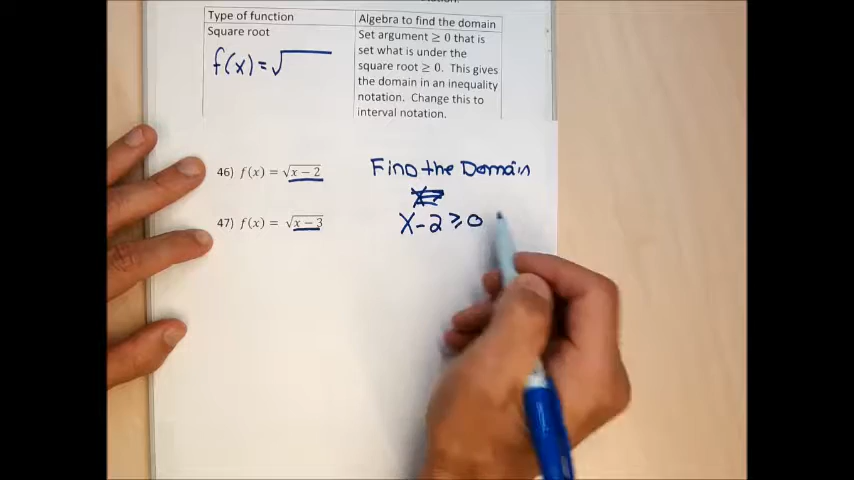 Type of function
Algebra to find the domain
Square root
f(x) = √
Set argument ≥ 0 that is
set what is under the
square root ≥ 0. This gives
the domain in an inequality
notation. Change this to
interval notation.
46) f(x) = √x − 2
Find the Domain
x - 2 ≥ 0
47) f(x) = √x − 3